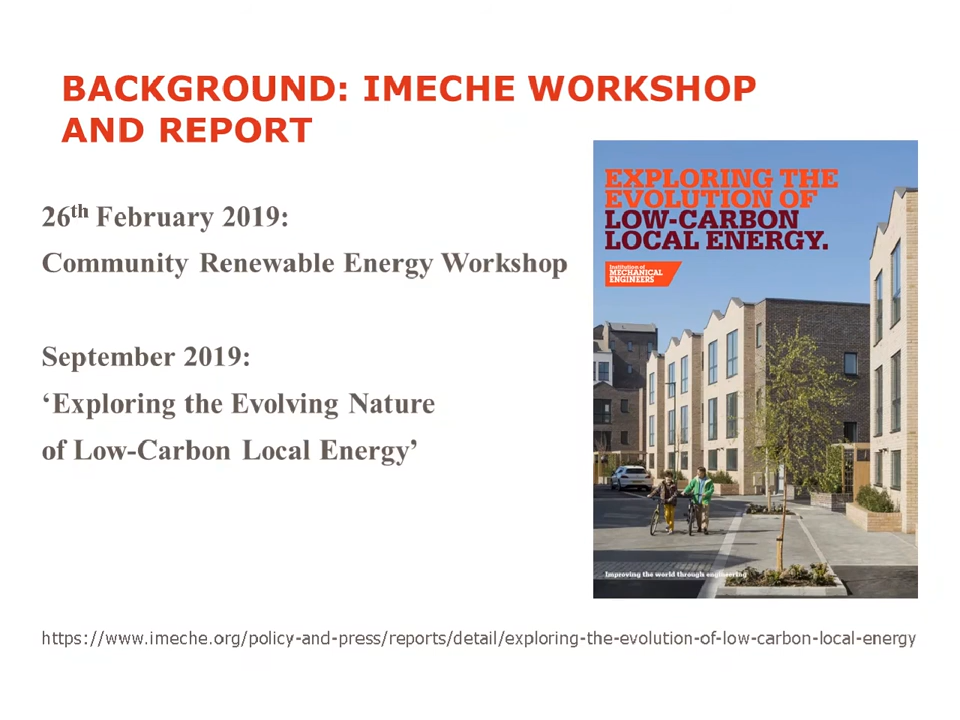 BACKGROUND: IMECHE WORKSHOP
AND REPORT
26th February 2019:
Community Renewable Energy Workshop
September 2019:
‘Exploring the Evolving Nature
of Low-Carbon Local Energy’
EXPLORING THE
EVOLUTION OF
LOW-CARBON
LOCAL ENERGY.
Institution of
MECHANICAL
ENGINEERS
Improving the world through engineering
https://www.imeche.org/policy-and-press/reports/detail/exploring-the-evolution-of-low-carbon-local-energy